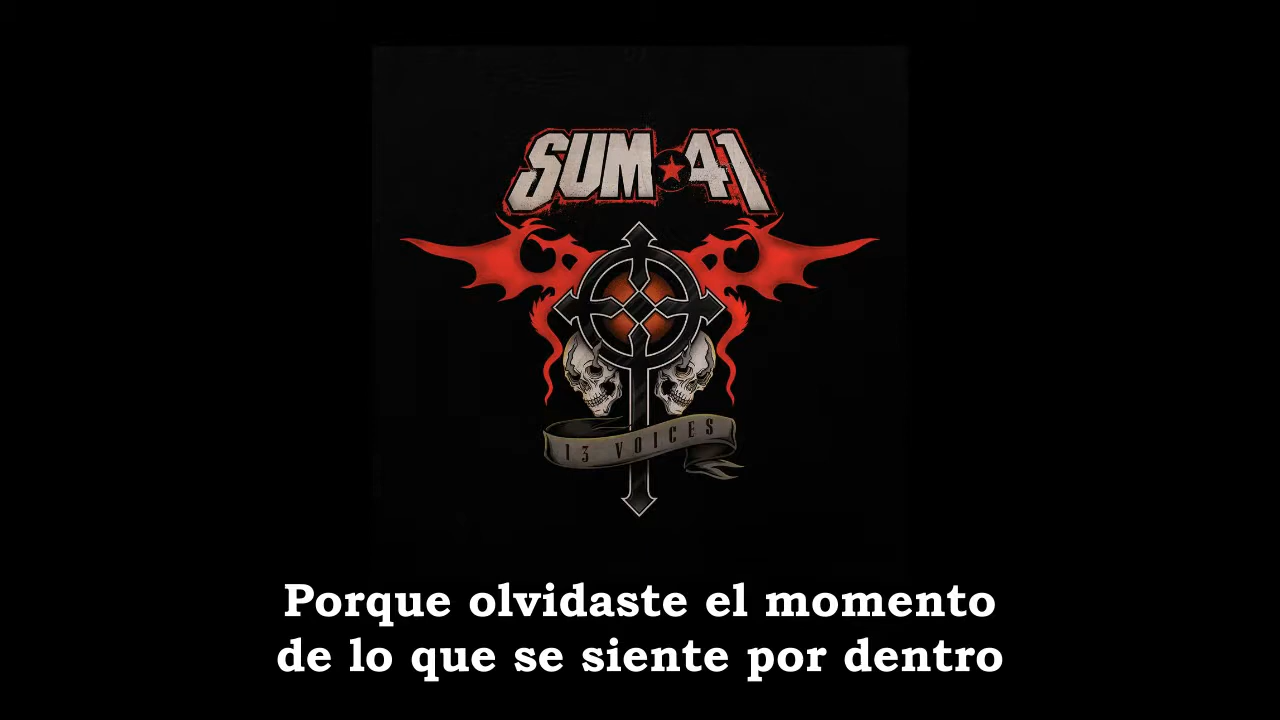 SUM 41
13 VOICES
Porque olvidaste el momento
de lo que se siente por dentro